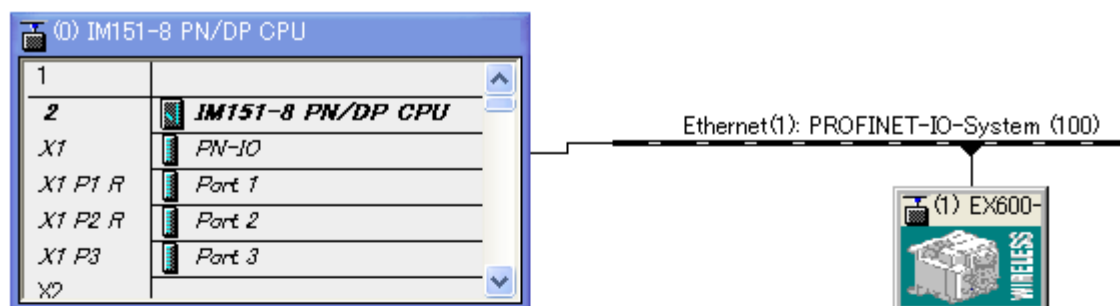 (0) IM151-8 PN/DP CPU
1
2 IM151-8 PN/DP CPU
X1 PN-IO
X1 P1 R Port 1
X1 P2 R Port 2
X1 P3 Port 3
X2
Ethernet(1): PROFINET-IO-System (100)
(1) EX600-
WIRELESS